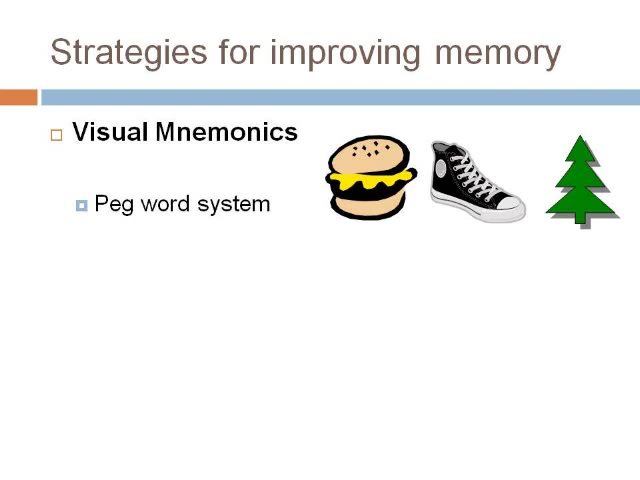 Strategies for improving memory
Visual Mnemonics
Peg word system